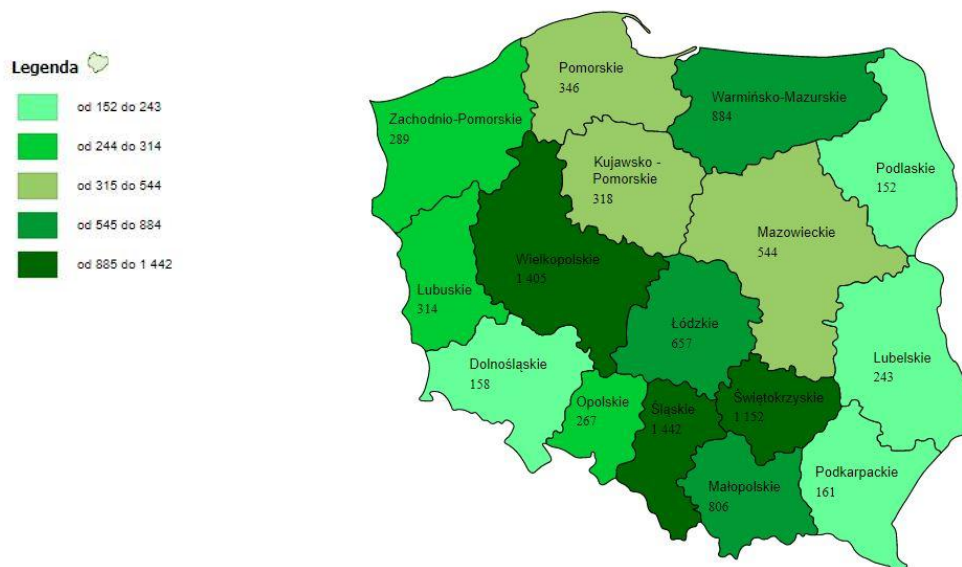 Legenda
od 152 do 243
od 244 do 314
od 315 do 544
od 545 do 884
od 885 do 1 442
Pomorskie
346
Warmińsko-Mazurskie
884
Zachodnio-Pomorskie
289
Kujawsko -
Pomorskie
318
Podlaskie
152
Mazowieckie
544
Wielkopolskie
1 405
Lubuskie
314
Łódzkie
657
Dolnośląskie
158
Lubelskie
243
Opolskie
267
Śląskie
1 442
Świętokrzyskie
1 152
Małopolskie
806
Podkarpackie
161